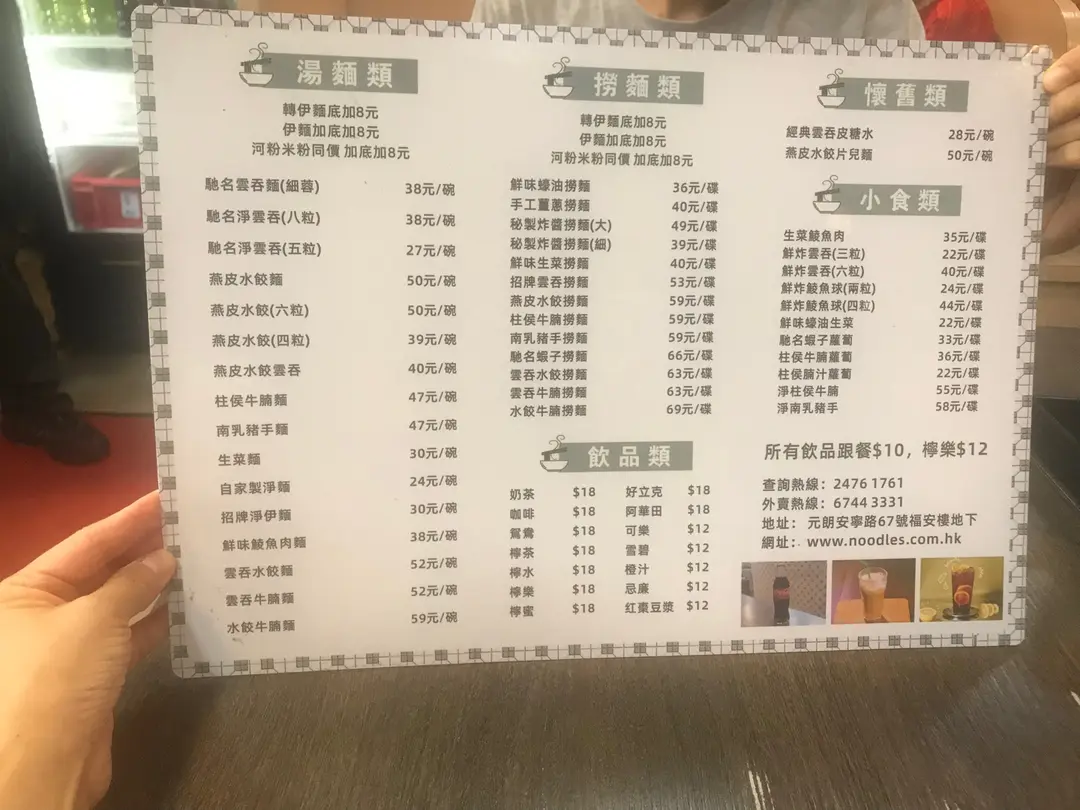 湯麵類
轉伊麵底加8元
伊麵加底加8元
河粉米粉同價 加底加8元
馳名雲吞麵(細蓉) 38元/碗
馳名淨雲吞(八粒) 38元/碗
馳名淨雲吞(五粒) 27元/碗
燕皮水餃麵 50元/碗
燕皮水餃(六粒) 50元/碗
燕皮水餃(四粒) 39元/碗
燕皮水餃雲吞 40元/碗
柱侯牛腩麵 47元/碗
南乳豬手麵 47元/碗
生菜麵 30元/碗
自家製淨麵 24元/碗
招牌淨伊麵 30元/碗
鮮味鯪魚肉麵 38元/碗
雲吞水餃麵 52元/碗
雲吞牛腩麵 52元/碗
水餃牛腩麵 59元/碗
撈麵類
轉伊麵底加8元
伊麵加底加8元
河粉米粉同價 加底加8元
鮮味蠔油撈麵 36元/碟
手工薑蔥撈麵 40元/碟
秘製炸醬撈麵(大) 49元/碟
秘製炸醬撈麵(細) 39元/碟
鮮味生菜撈麵 40元/碟
招牌雲吞撈麵 53元/碟
燕皮水餃撈麵 59元/碟
柱侯牛腩撈麵 59元/碟
南乳豬手撈麵 59元/碟
馳名蝦子撈麵 66元/碟
雲吞水餃撈麵 63元/碟
雲吞牛腩撈麵 63元/碟
水餃牛腩撈麵 69元/碟
飲品類
奶茶 $18 好立克 $18
咖啡 $18 阿華田 $18
鴛鴦 $18 可樂 $12
檸茶 $18 雪碧 $12
檸水 $18 橙汁 $12
檸樂 $18 忌廉 $12
檸蜜 $18 紅棗豆漿 $12
懷舊類
經典雲吞皮糖水 28元/碗
燕皮水餃片兒麵 50元/碗
小食類
生菜鯪魚肉 35元/碟
鮮炸雲吞(三粒) 22元/碟
鮮炸雲吞(六粒) 40元/碟
鮮炸鯪魚球(兩粒) 24元/碟
鮮炸鯪魚球(四粒) 44元/碟
鮮味蠔油生菜 22元/碟
馳名蝦子蘿蔔 33元/碟
柱侯牛腩蘿蔔 36元/碟
柱侯腩汁蘿蔔 22元/碟
淨柱侯牛腩 55元/碟
淨南乳豬手 58元/碟
所有飲品跟餐$10，檸樂$12
查詢熱線：2476 1761
外賣熱線：6744 3331
地址： 元朗安寧路67號福安樓地下
網址：www.noodles.com.hk